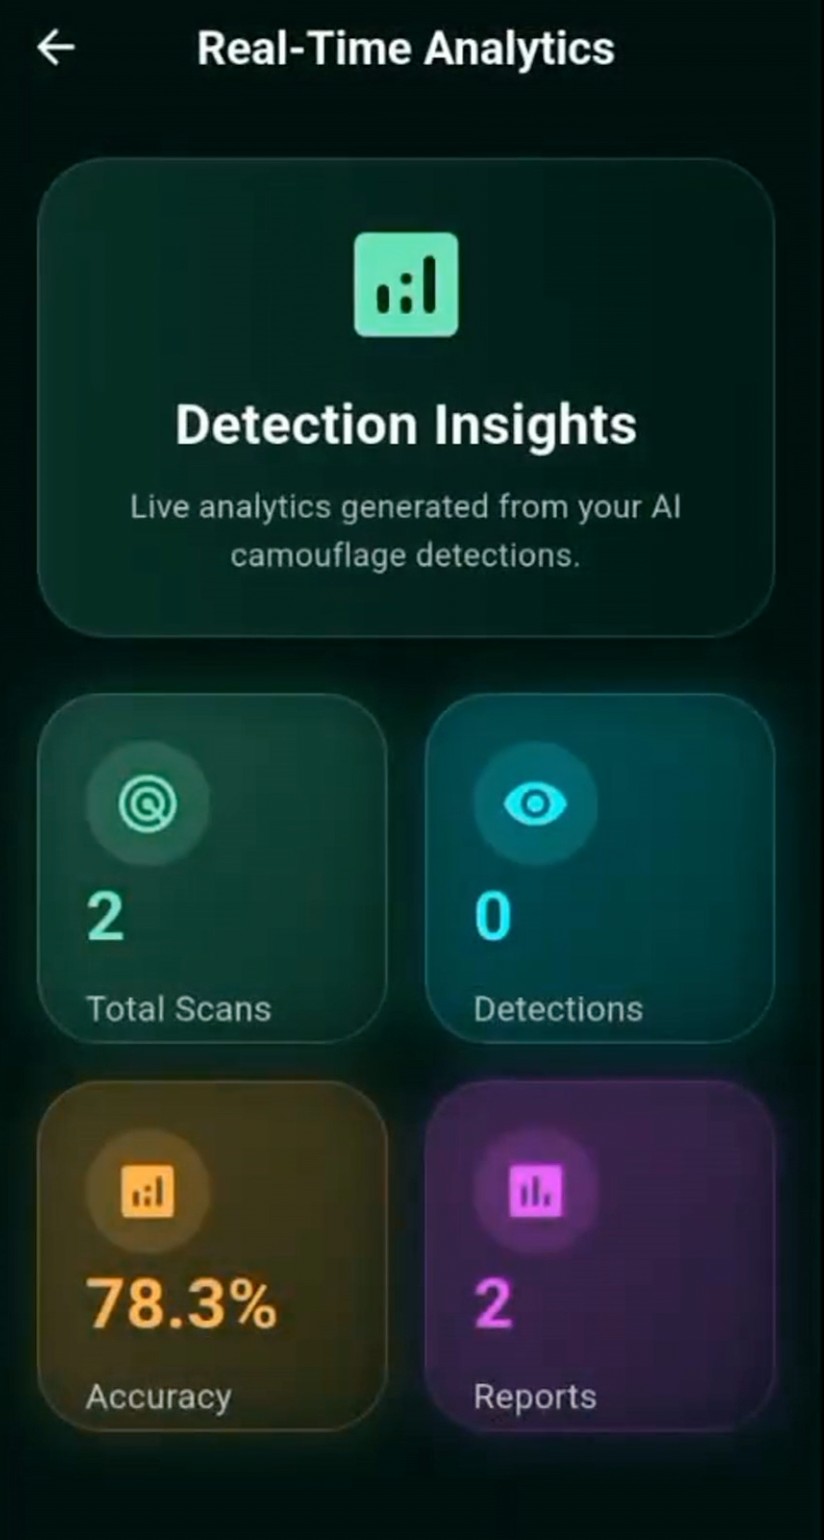 Real-Time Analytics
Detection Insights
Live analytics generated from your AI
camouflage detections.
2
Total Scans
0
Detections
78.3%
Accuracy
2
Reports